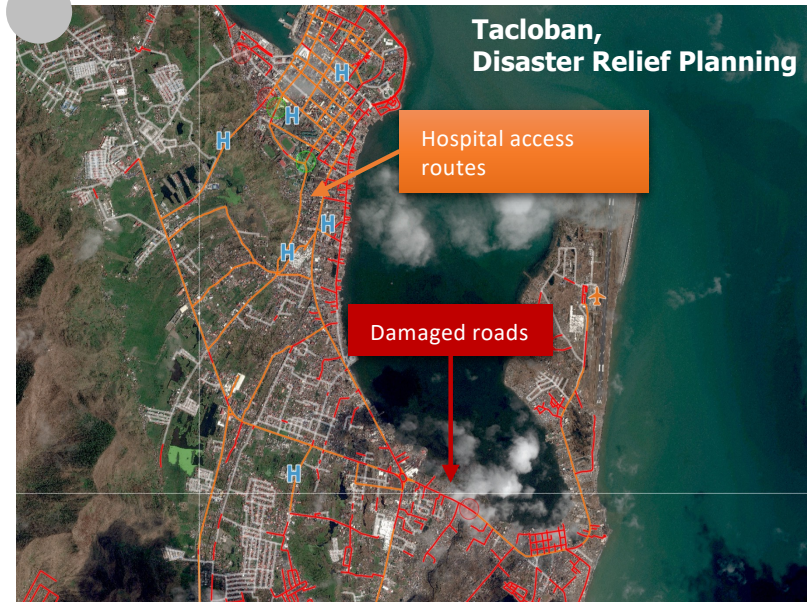 Tacloban,
Disaster Relief Planning
H
H
H
Hospital access
routes
H
H
Damaged roads
H